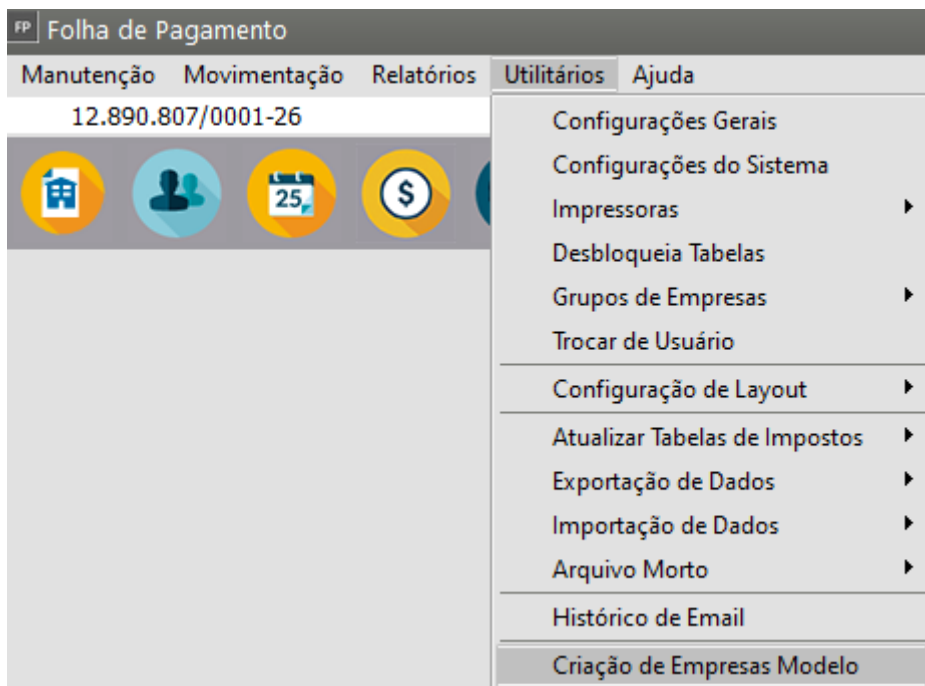 FP Folha de Pagamento
Manutenção Movimentação Relatórios Utilitários Ajuda
12.890.807/0001-26
25
$
Configurações Gerais
Configurações do Sistema
Impressoras
Desbloqueia Tabelas
Grupos de Empresas
Trocar de Usuário
Configuração de Layout
Atualizar Tabelas de Impostos
Exportação de Dados
Importação de Dados
Arquivo Morto
Histórico de Email
Criação de Empresas Modelo